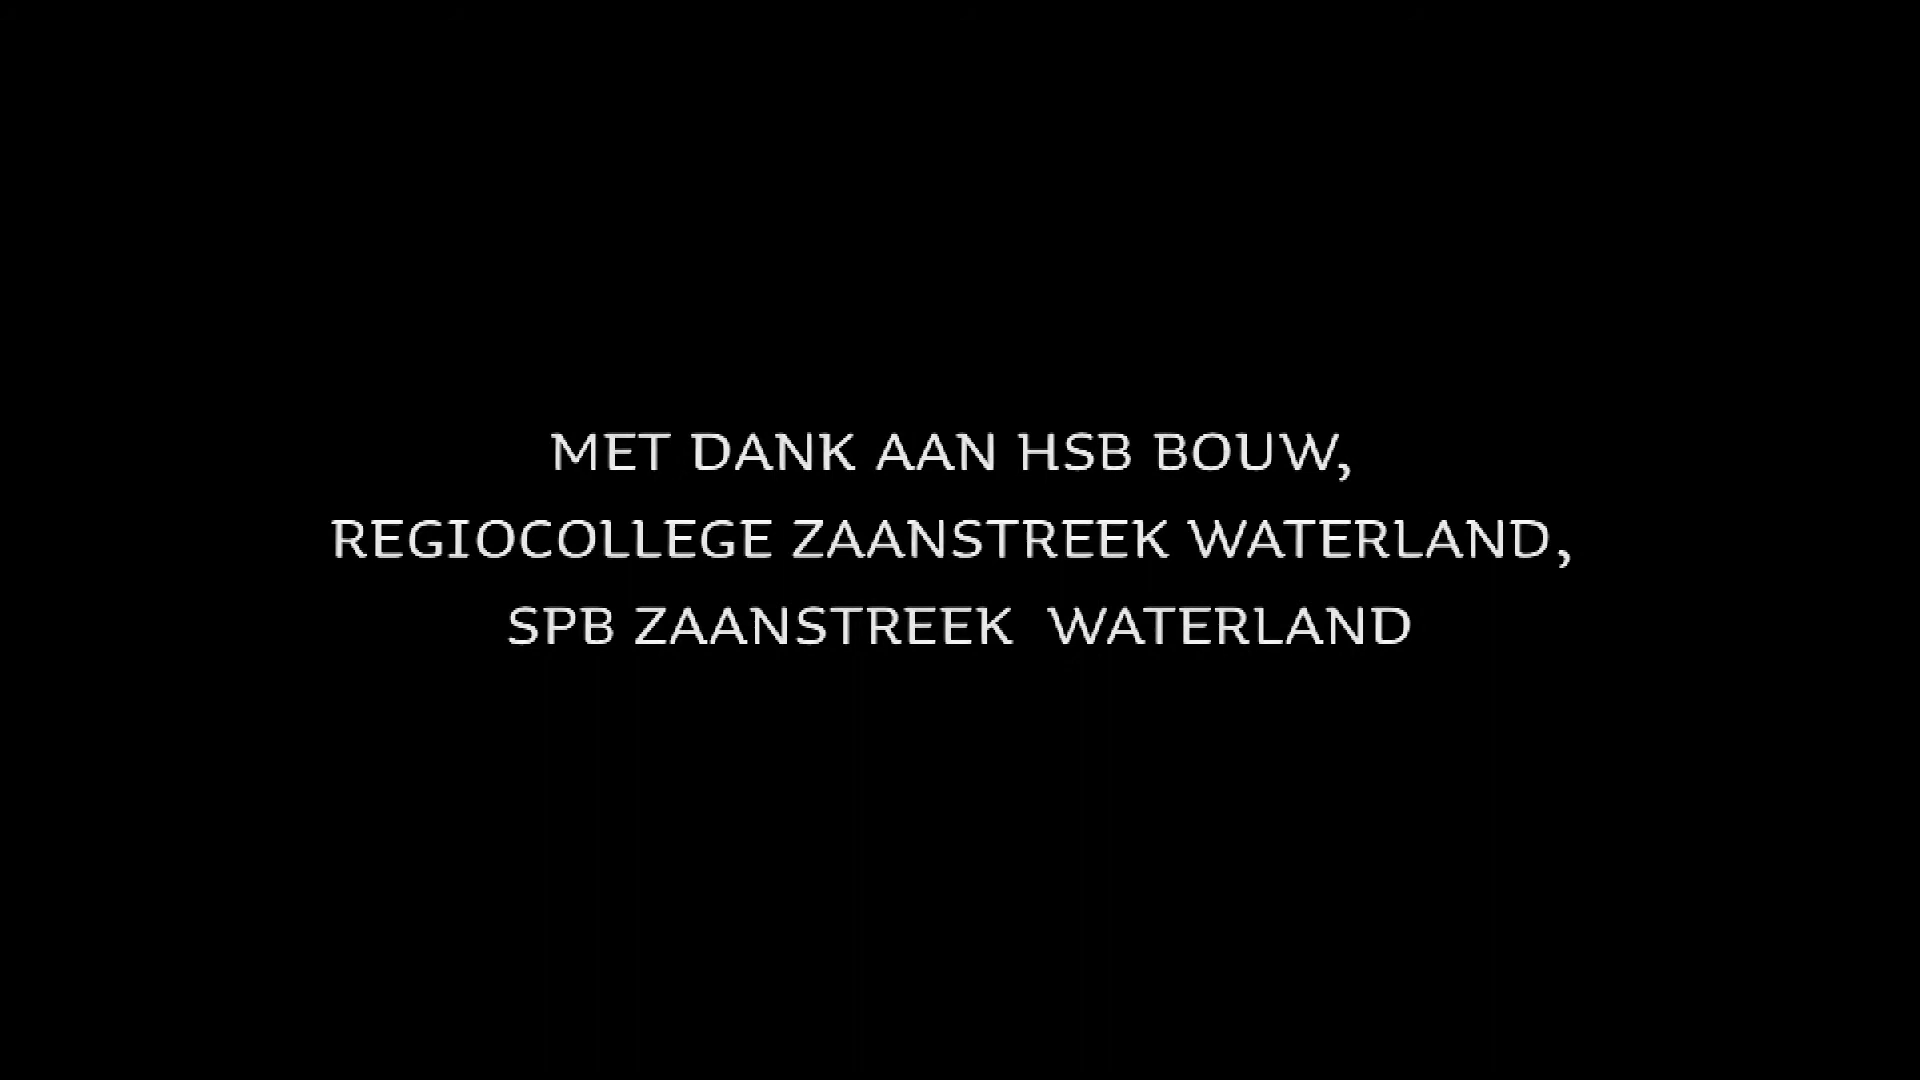 MET DANK AAN HSB BOUW,
REGIOCOLLEGE ZAANSTREEK WATERLAND,
SPB ZAANSTREEK  WATERLAND